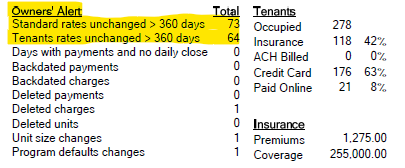 Owners' Alert Total
Standard rates unchanged > 360 days 73
Tenants rates unchanged > 360 days 64
Days with payments and no daily close 0
Backdated payments 0
Backdated charges 0
Deleted payments 0
Deleted charges 1
Deleted units 0
Unit size changes 1
Program defaults changes 1
Tenants
Occupied 278
Insurance 118 42%
ACH Billed 0 0%
Credit Card 176 63%
Paid Online 21 8%
Insurance
Premiums 1,275.00
Coverage 255,000.00